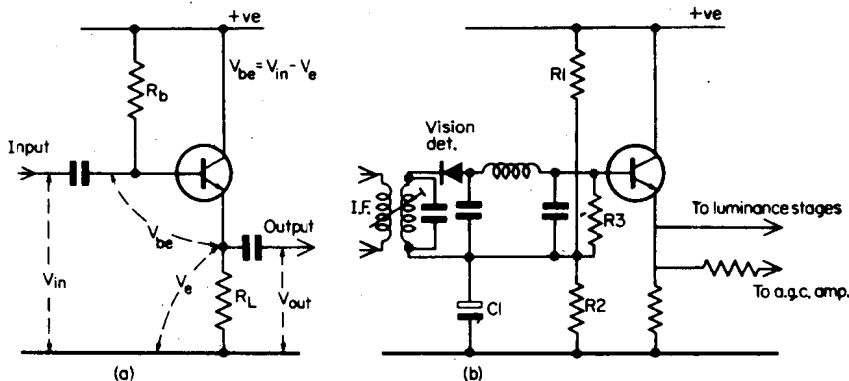 +ve
V_be = V_in - V_e
R_b
Input
V_be
Output
V_in
V_e
R_L
V_out
(a)
+ve
R1
Vision
det.
I.F.
R3
To luminance stages
To a.g.c. amp.
C1
R2
(b)